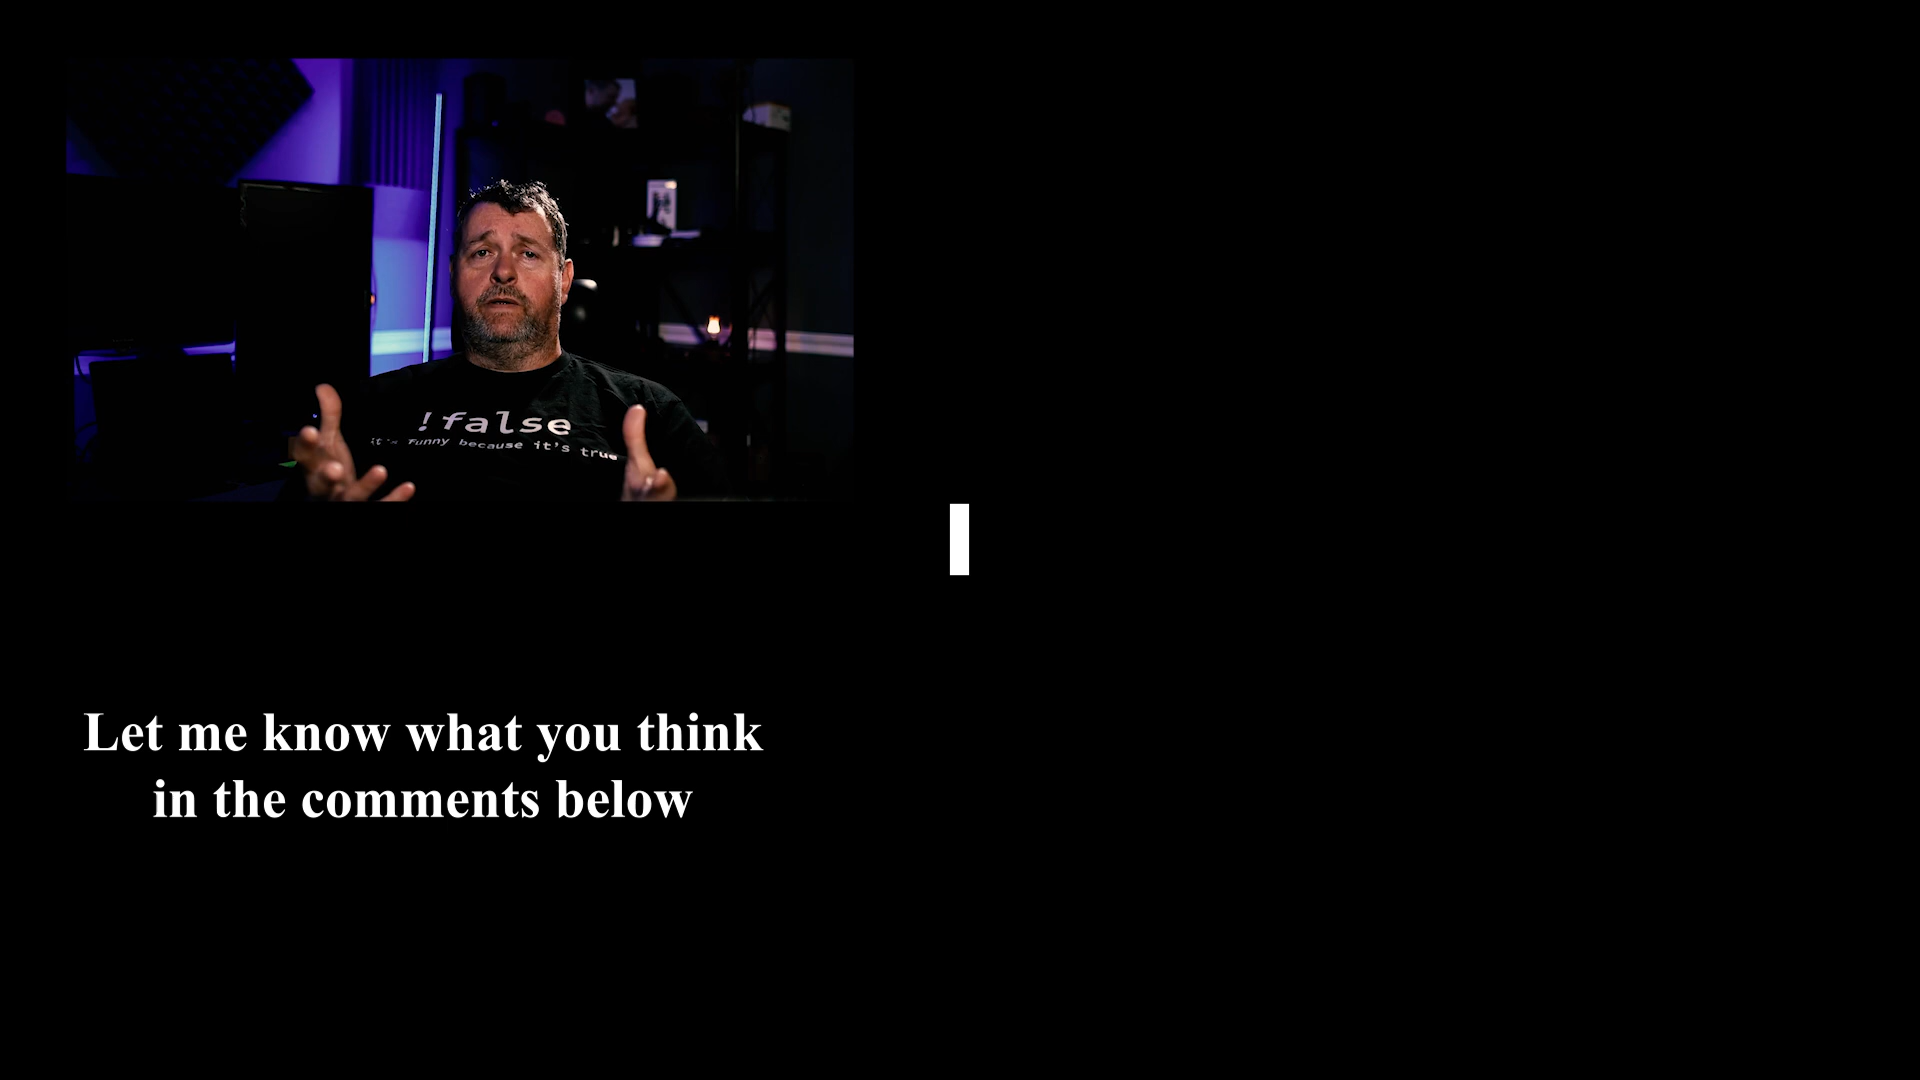 !false
it's funny because it's true
Let me know what you think
in the comments below